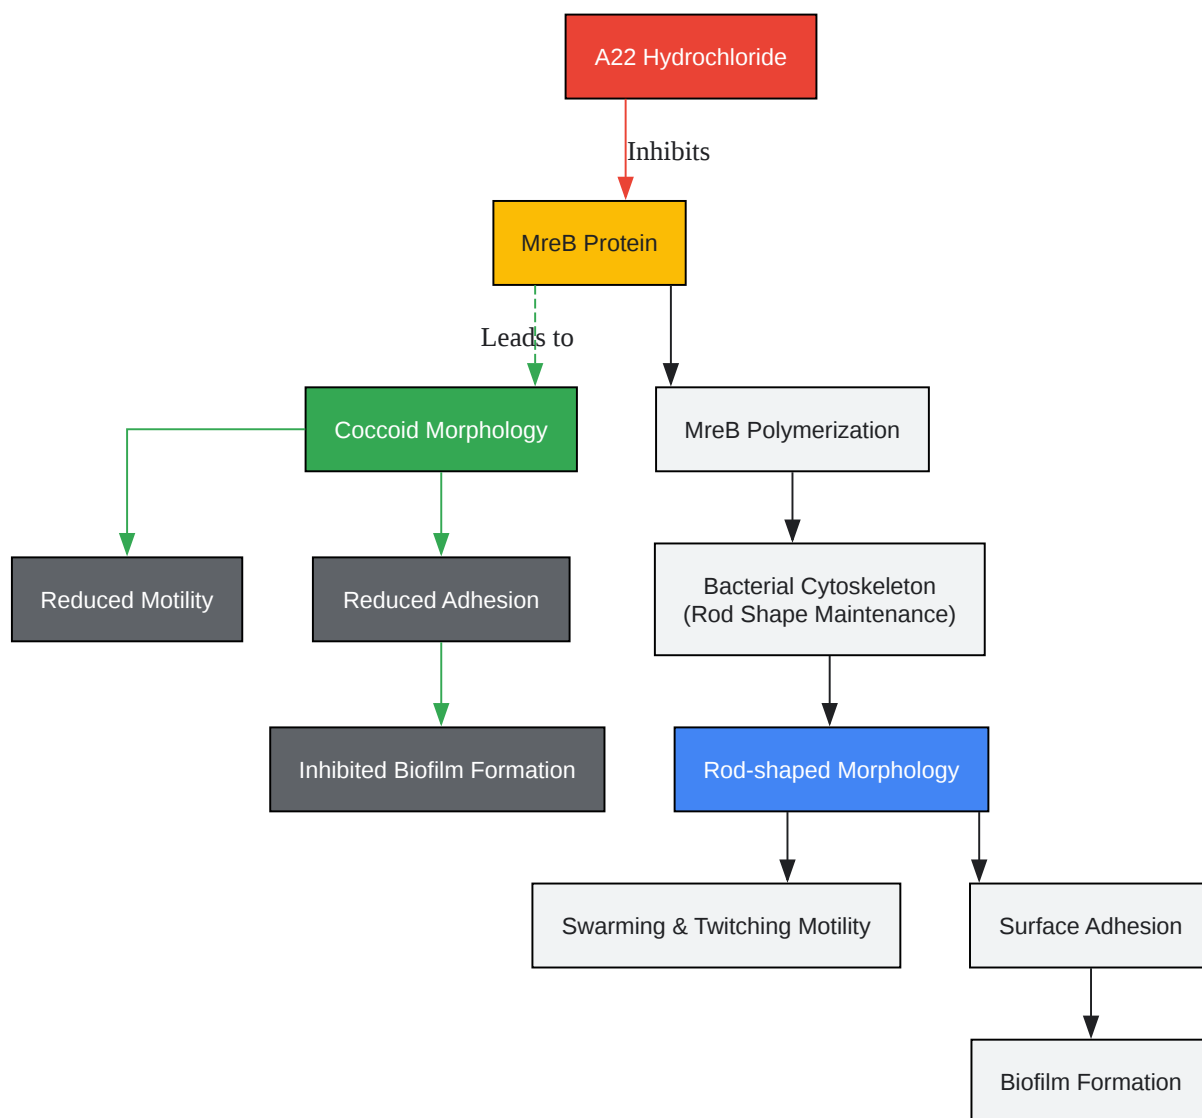 A22 Hydrochloride
Inhibits
MreB Protein
Leads to
Coccoid Morphology
MreB Polymerization
Reduced Motility
Reduced Adhesion
Bacterial Cytoskeleton
(Rod Shape Maintenance)
Inhibited Biofilm Formation
Rod-shaped Morphology
Swarming & Twitching Motility
Surface Adhesion
Biofilm Formation